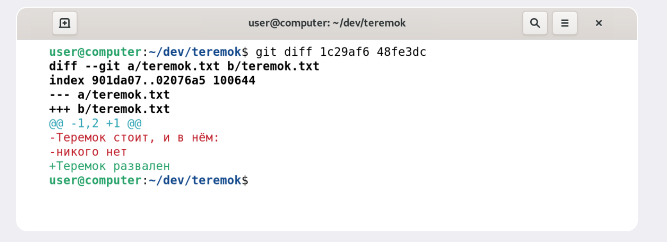 user@computer: ~/dev/teremok
user@computer:~/dev/teremok$ git diff 1c29af6 48fe3dc
diff --git a/teremok.txt b/teremok.txt
index 901da07..02076a5 100644
--- a/teremok.txt
+++ b/teremok.txt
@@ -1,2 +1 @@
-Теремок стоит, и в нём:
-никого нет
+Теремок развален
user@computer:~/dev/teremok$